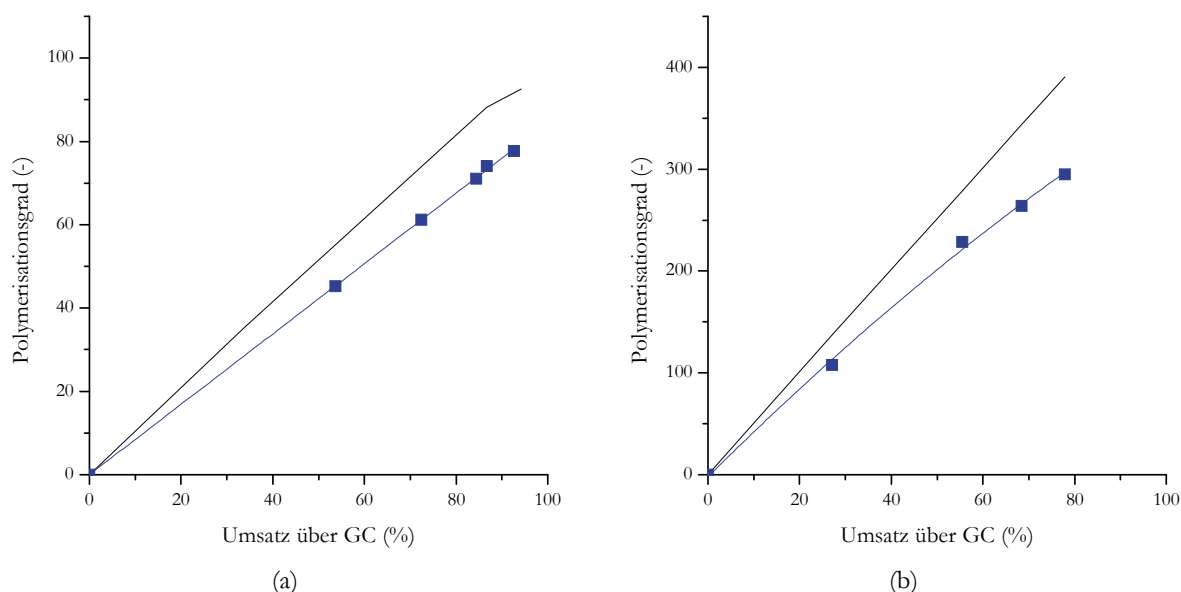 100
80
60
40
20
0
Polymerisationsgrad (-)
0 20 40 60 80 100
Umsatz über GC (%)
(a)
400
300
200
100
0
Polymerisationsgrad (-)
0 20 40 60 80 100
Umsatz über GC (%)
(b)